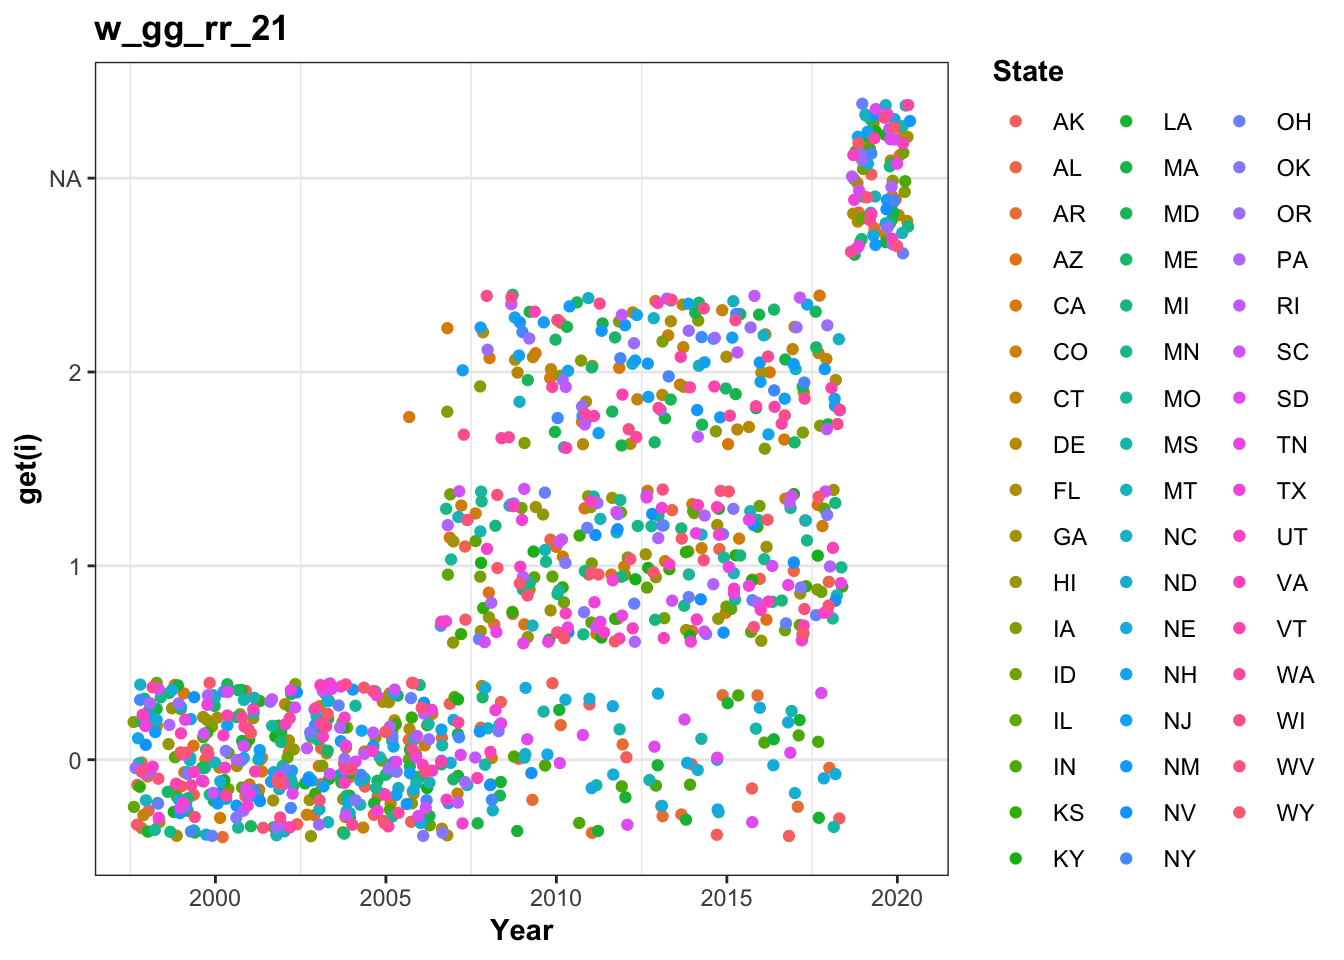 w_gg_rr_21
get(i)
NA
2
1
0
2000 2005 2010 2015 2020
Year
State
AK LA OH
AL MA OK
AR MD OR
AZ ME PA
CA MI RI
CO MN SC
CT MO SD
DE MS TN
FL MT TX
GA NC UT
HI ND VA
IA NE VT
ID NH WA
IL NJ WI
IN NM WV
KS NV WY
KY NY